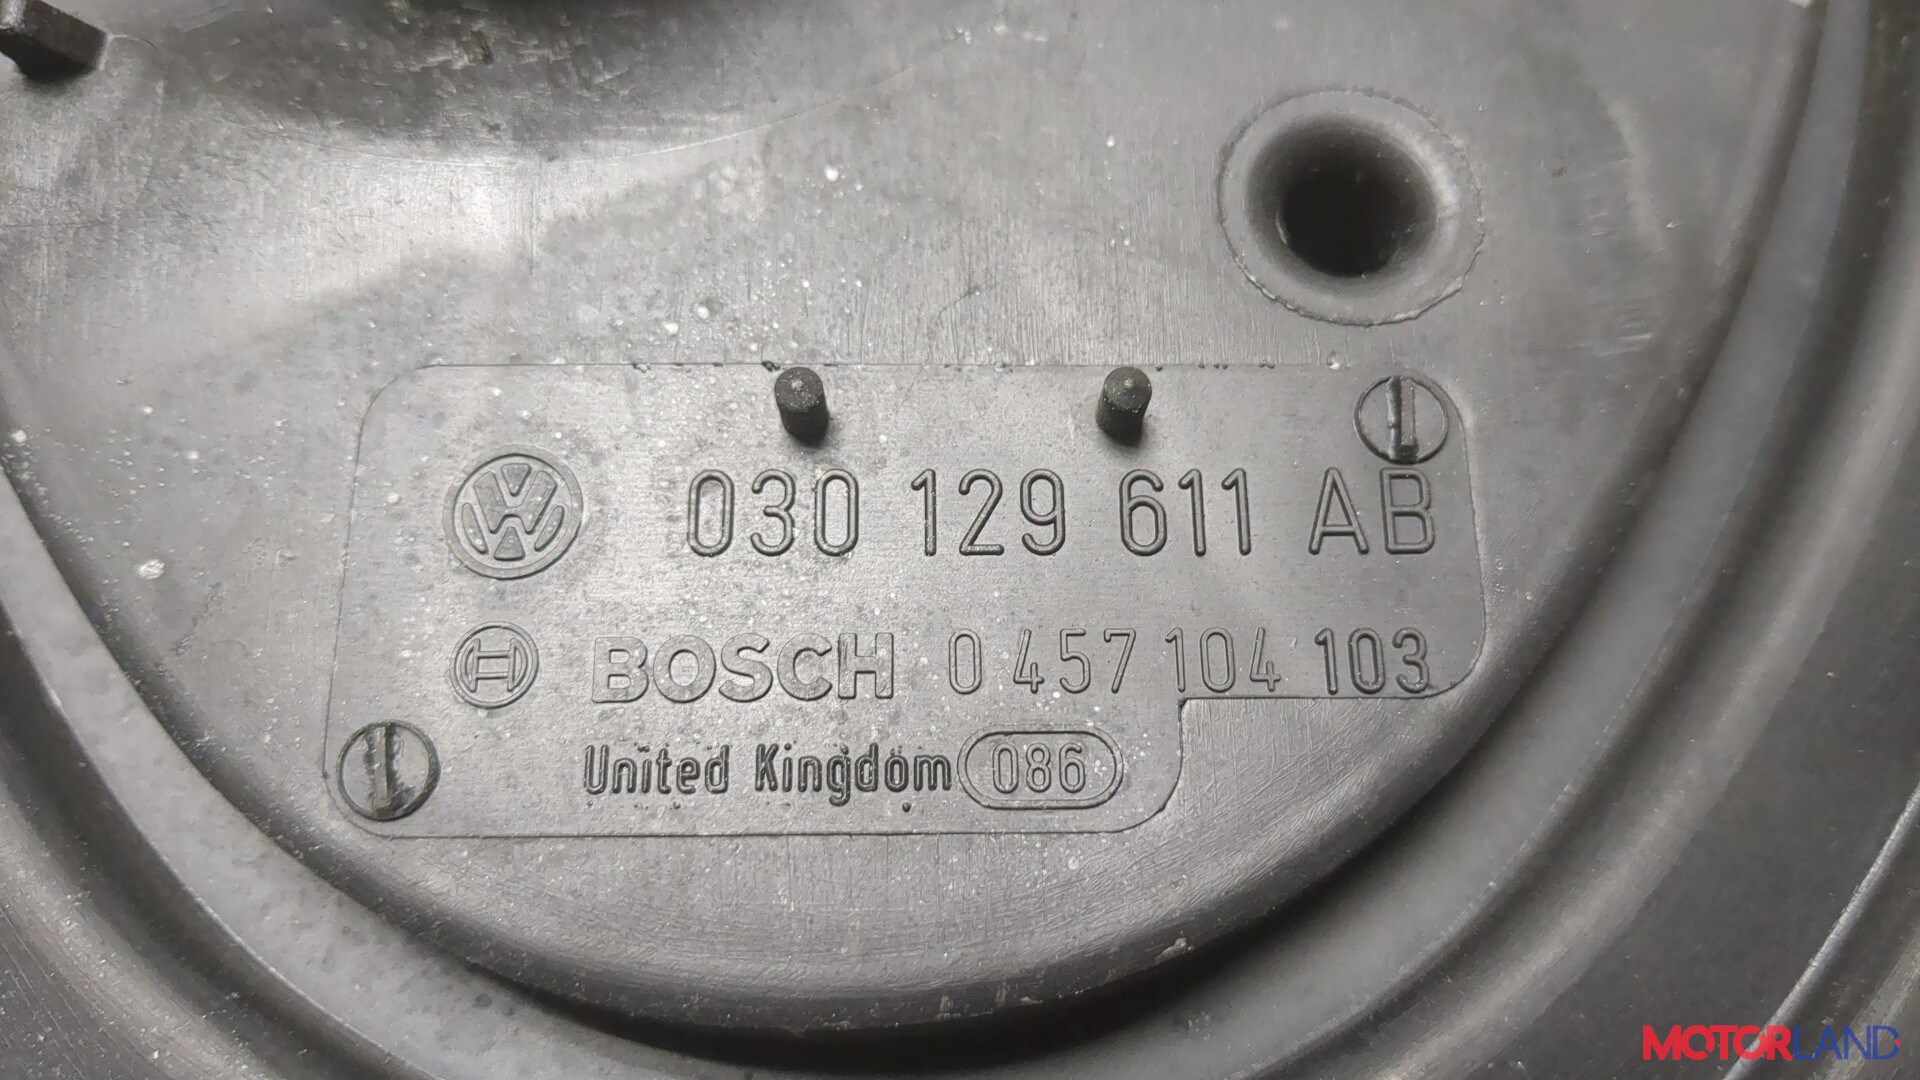 030 129 611 AB
BOSCH 0 457 104 103
United Kingdom 086
MOTORLAND